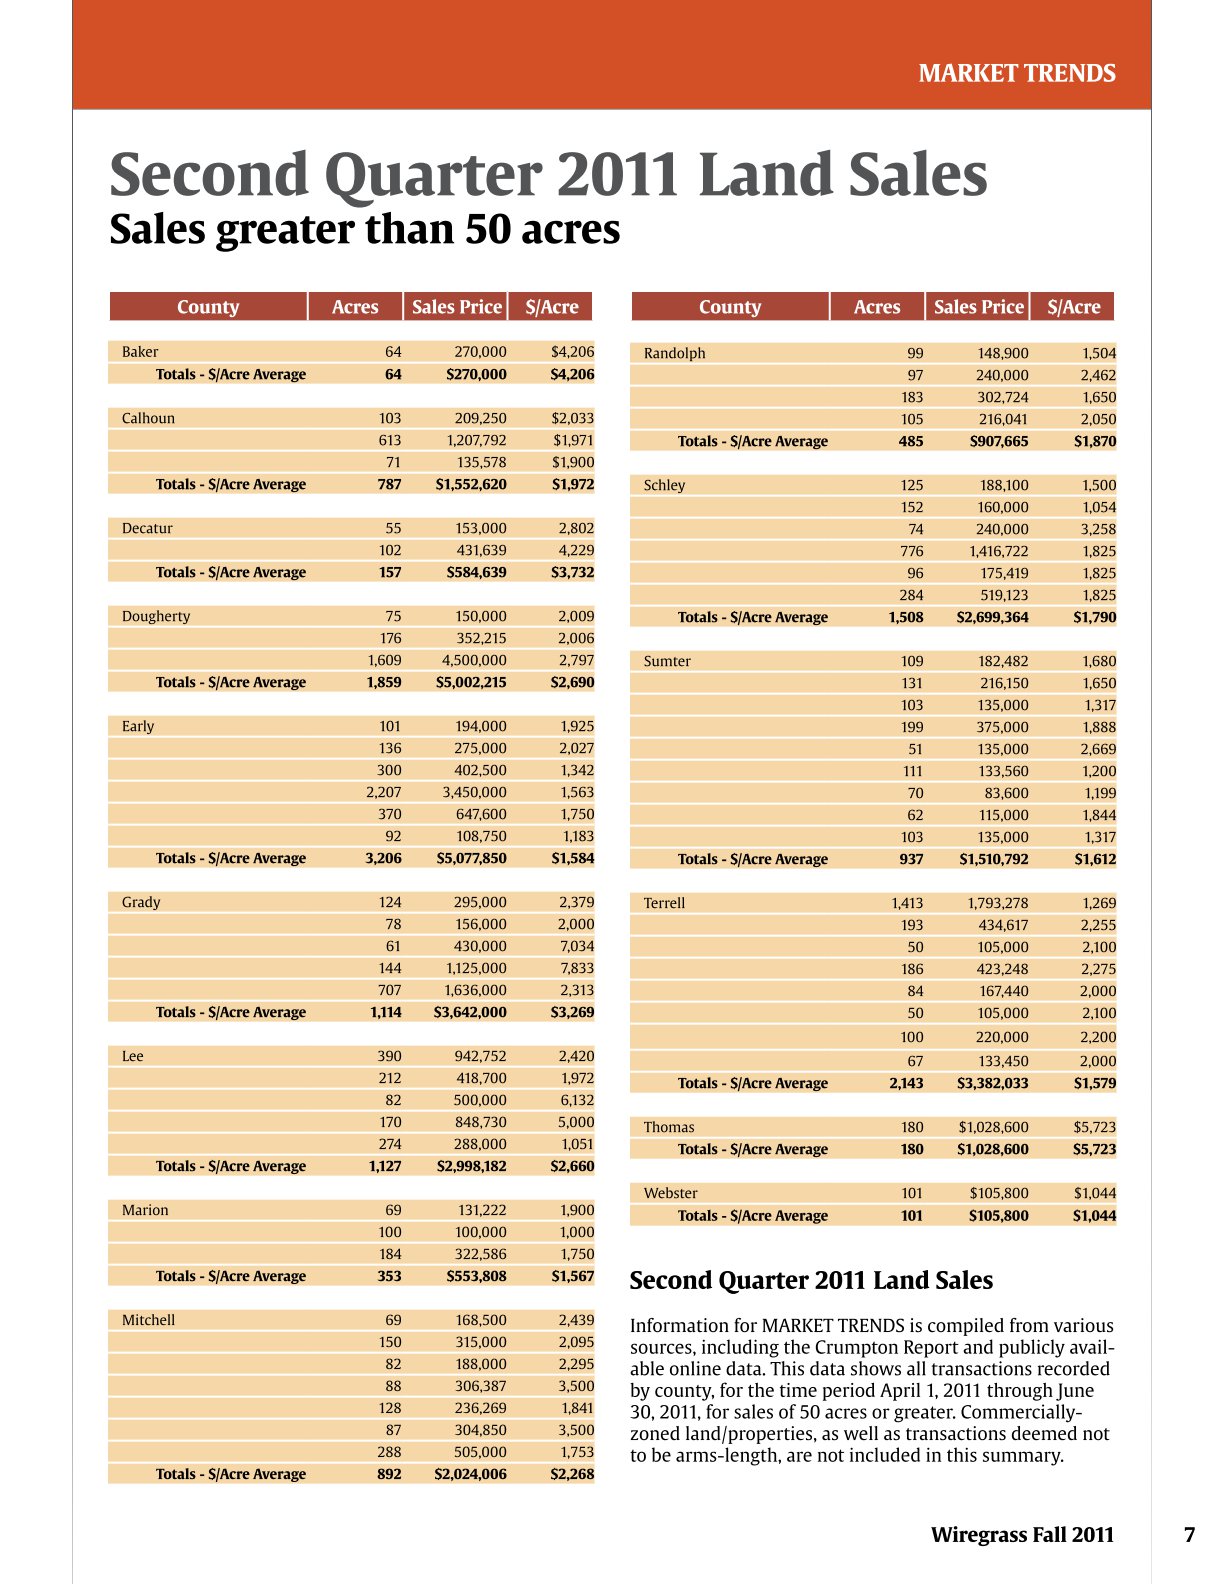 MARKET TRENDS
Second Quarter 2011 Land Sales
Sales greater than 50 acres
County Acres Sales Price $/Acre
Baker 64 270,000 $4,206
Totals - $/Acre Average 64 $270,000 $4,206
Calhoun 103 209,250 $2,033
613 1,207,792 $1,971
71 135,578 $1,900
Totals - $/Acre Average 787 $1,552,620 $1,972
Decatur 55 153,000 2,802
102 431,639 4,229
Totals - $/Acre Average 157 $584,639 $3,732
Dougherty 75 150,000 2,009
176 352,215 2,006
1,609 4,500,000 2,797
Totals - $/Acre Average 1,859 $5,002,215 $2,690
Early 101 194,000 1,925
136 275,000 2,027
300 402,500 1,342
2,207 3,450,000 1,563
370 647,600 1,750
92 108,750 1,183
Totals - $/Acre Average 3,206 $5,077,850 $1,584
Grady 124 295,000 2,379
78 156,000 2,000
61 430,000 7,034
144 1,125,000 7,833
707 1,636,000 2,313
Totals - $/Acre Average 1,114 $3,642,000 $3,269
Lee 390 942,752 2,420
212 418,700 1,972
82 500,000 6,132
170 848,730 5,000
274 288,000 1,051
Totals - $/Acre Average 1,127 $2,998,182 $2,660
Marion 69 131,222 1,900
100 100,000 1,000
184 322,586 1,750
Totals - $/Acre Average 353 $553,808 $1,567
Mitchell 69 168,500 2,439
150 315,000 2,095
82 188,000 2,295
88 306,387 3,500
128 236,269 1,841
87 304,850 3,500
288 505,000 1,753
Totals - $/Acre Average 892 $2,024,006 $2,268
County Acres Sales Price $/Acre
Randolph 99 148,900 1,504
97 240,000 2,462
183 302,724 1,650
105 216,041 2,050
Totals - $/Acre Average 485 $907,665 $1,870
Schley 125 188,100 1,500
152 160,000 1,054
74 240,000 3,258
776 1,416,722 1,825
96 175,419 1,825
284 519,123 1,825
Totals - $/Acre Average 1,508 $2,699,364 $1,790
Sumter 109 182,482 1,680
131 216,150 1,650
103 135,000 1,317
199 375,000 1,888
51 135,000 2,669
111 133,560 1,200
70 83,600 1,199
62 115,000 1,844
103 135,000 1,317
Totals - $/Acre Average 937 $1,510,792 $1,612
Terrell 1,413 1,793,278 1,269
193 434,617 2,255
50 105,000 2,100
186 423,248 2,275
84 167,440 2,000
50 105,000 2,100
100 220,000 2,200
67 133,450 2,000
Totals - $/Acre Average 2,143 $3,382,033 $1,579
Thomas 180 $1,028,600 $5,723
Totals - $/Acre Average 180 $1,028,600 $5,723
Webster 101 $105,800 $1,044
Totals - $/Acre Average 101 $105,800 $1,044
Second Quarter 2011 Land Sales
Information for MARKET TRENDS is compiled from various
sources, including the Crumpton Report and publicly avail-
able online data. This data shows all transactions recorded
by county, for the time period April 1, 2011 through June
30, 2011, for sales of 50 acres or greater. Commercially-
zoned land/properties, as well as transactions deemed not
to be arms-length, are not included in this summary.
Wiregrass Fall 2011 7